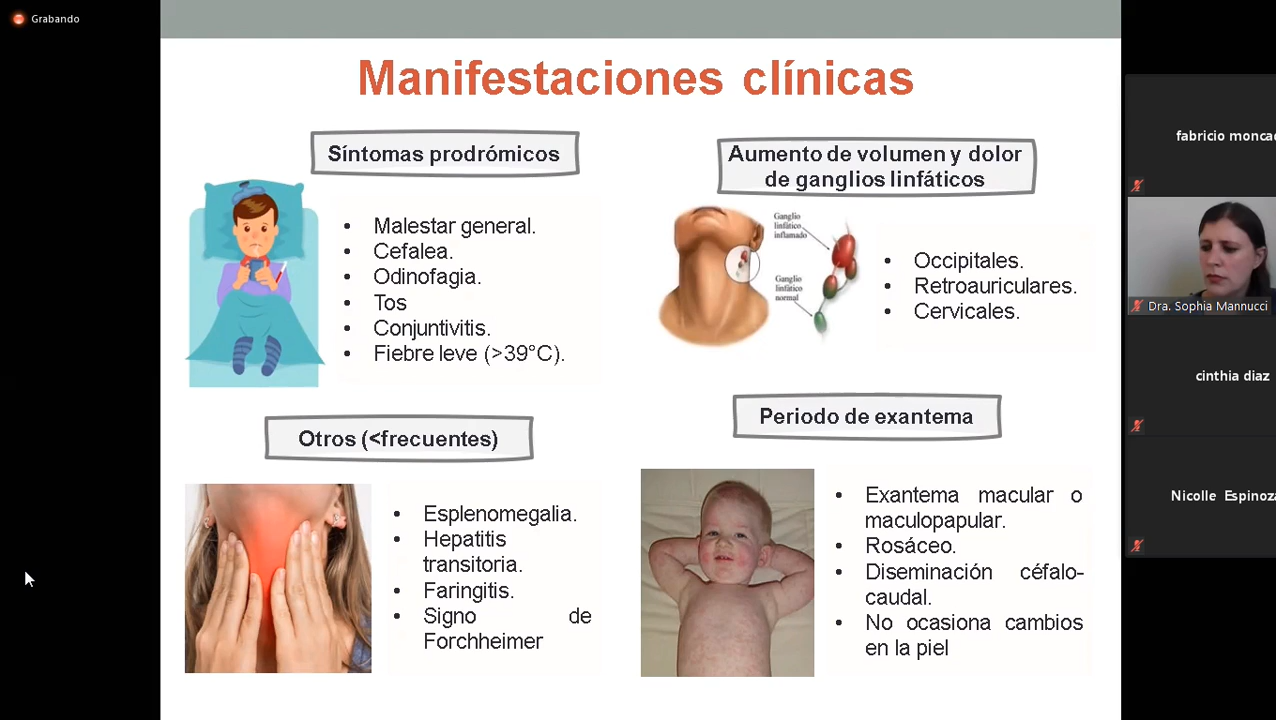 Grabando
Manifestaciones clínicas
Síntomas prodrómicos
• Malestar general.
• Cefalea.
• Odinofagia.
• Tos
• Conjuntivitis.
• Fiebre leve (>39°C).
Aumento de volumen y dolor
de ganglios linfáticos
Ganglio
linfático
inflamado
Ganglio
linfático
normal
• Occipitales.
• Retroauriculares.
• Cervicales.
Otros (<frecuentes)
• Esplenomegalia.
• Hepatitis
transitoria.
• Faringitis.
• Signo de
Forchheimer
Periodo de exantema
• Exantema macular o
maculopapular.
• Rosáceo.
• Diseminación céfalo-
caudal.
• No ocasiona cambios
en la piel
fabricio moncad
Dra. Sophia Mannucci
cinthia diaz
Nicolle Espinoza